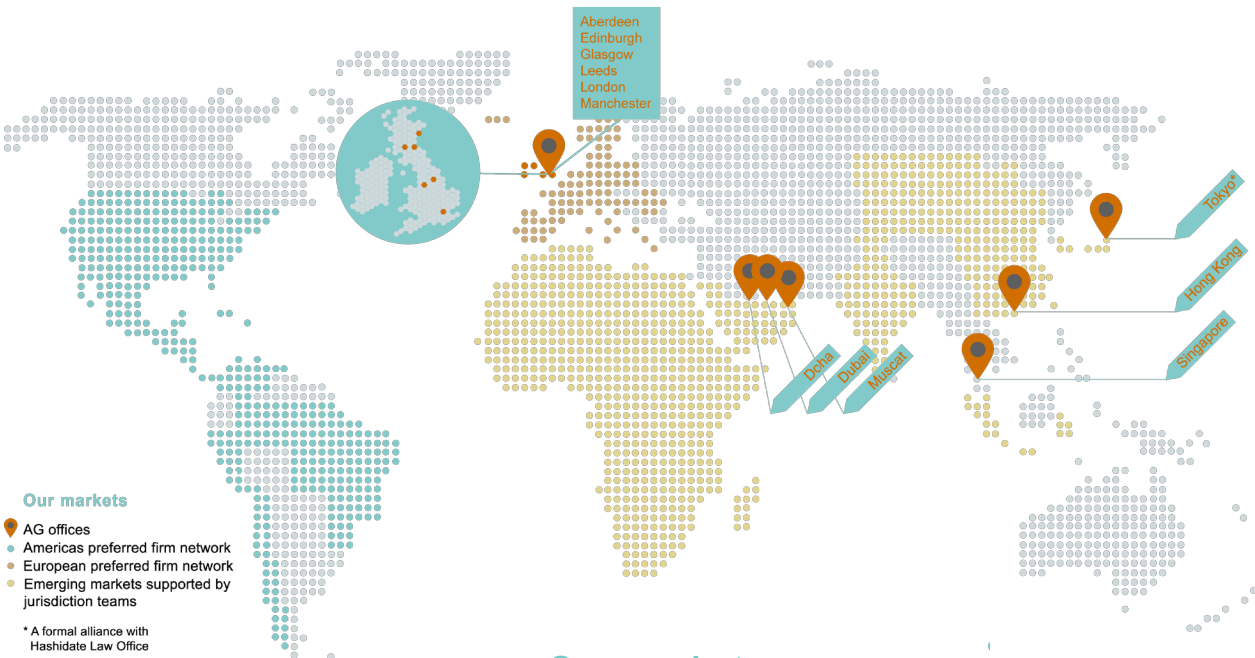 Aberdeen
Edinburgh
Glasgow
Leeds
London
Manchester
Tokyo*
Hong Kong
Singapore
Doha
Dubai
Muscat
Our markets
AG offices
Americas preferred firm network
European preferred firm network
Emerging markets supported by
jurisdiction teams
* A formal alliance with
Hashidate Law Office